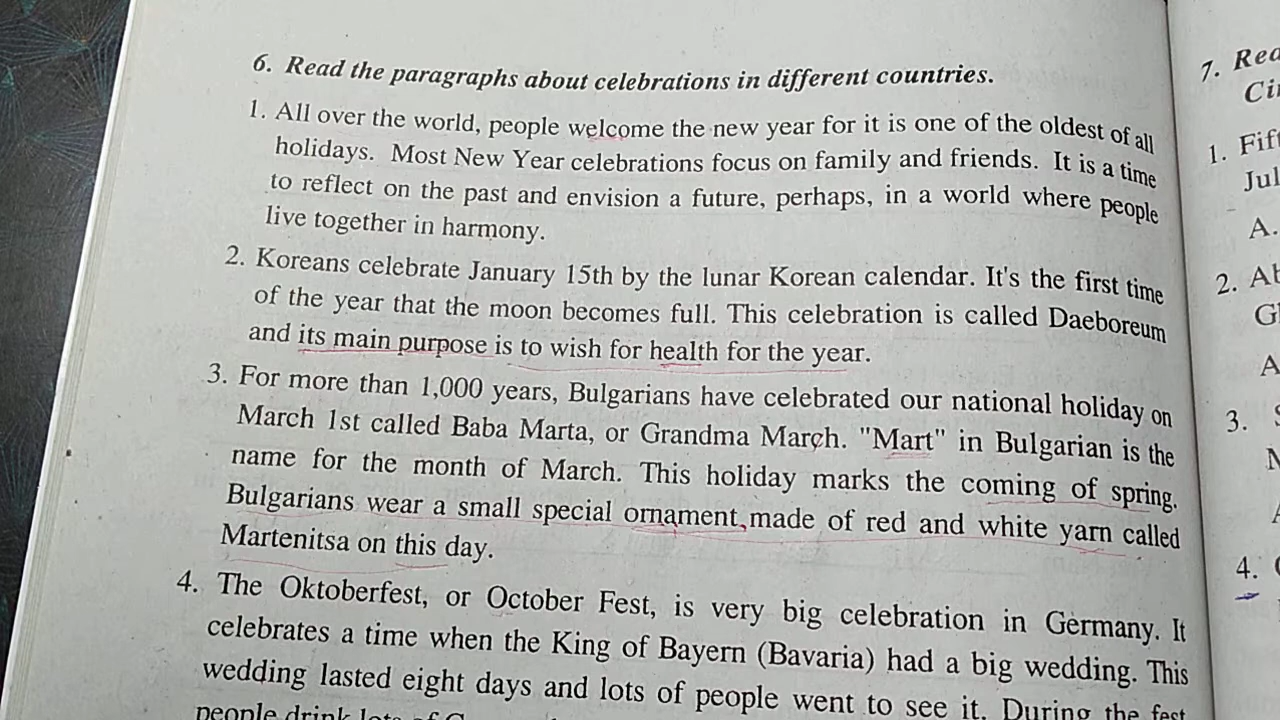 6. Read the paragraphs about celebrations in different countries.
1. All over the world, people welcome the new year for it is one of the oldest of all
holidays. Most New Year celebrations focus on family and friends. It is a time
to reflect on the past and envision a future, perhaps, in a world where people
live together in harmony.
2. Koreans celebrate January 15th by the lunar Korean calendar. It's the first time
of the year that the moon becomes full. This celebration is called Daeboreum
and its main purpose is to wish for health for the year.
3. For more than 1,000 years, Bulgarians have celebrated our national holiday on
March 1st called Baba Marta, or Grandma March. "Mart" in Bulgarian is the
name for the month of March. This holiday marks the coming of spring.
Bulgarians wear a small special ornament, made of red and white yarn called
Martenitsa on this day.
4. The Oktoberfest, or October Fest, is very big celebration in Germany. It
celebrates a time when the King of Bayern (Bavaria) had a big wedding. This
wedding lasted eight days and lots of people went to see it. During the fest
people drink lots of
7.
1.
A.
2.
A
3.
4.